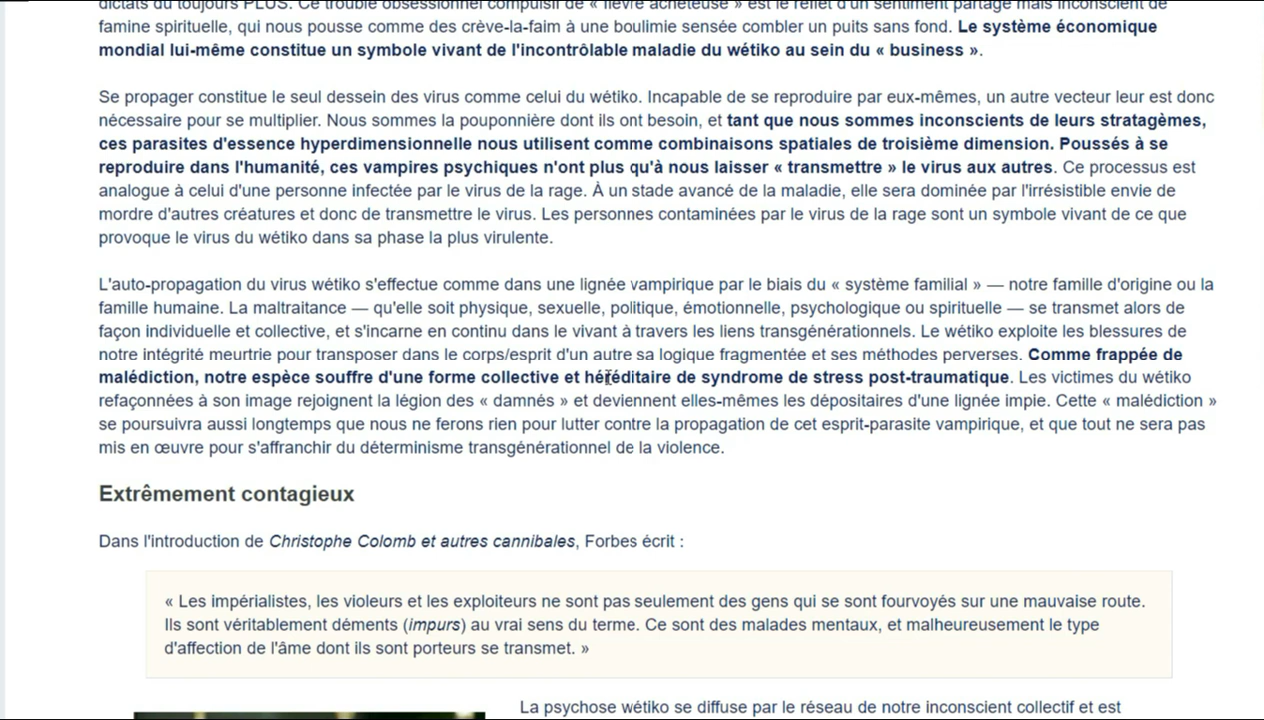 dictats du toujours PLUS. Ce trouble obsessionnel compulsif de « fièvre acheteuse » est le reflet d'un sentiment partagé mais inconscient de
famine spirituelle, qui nous pousse comme des crève-la-faim à une boulimie sensée combler un puits sans fond. Le système économique
mondial lui-même constitue un symbole vivant de l'incontrôlable maladie du wétiko au sein du « business ».
Se propager constitue le seul dessein des virus comme celui du wétiko. Incapable de se reproduire par eux-mêmes, un autre vecteur leur est donc
nécessaire pour se multiplier. Nous sommes la pouponnière dont ils ont besoin, et tant que nous sommes inconscients de leurs stratagèmes,
ces parasites d'essence hyperdimensionnelle nous utilisent comme combinaisons spatiales de troisième dimension. Poussés à se
reproduire dans l'humanité, ces vampires psychiques n'ont plus qu'à nous laisser « transmettre » le virus aux autres. Ce processus est
analogue à celui d'une personne infectée par le virus de la rage. À un stade avancé de la maladie, elle sera dominée par l'irrésistible envie de
mordre d'autres créatures et donc de transmettre le virus. Les personnes contaminées par le virus de la rage sont un symbole vivant de ce que
provoque le virus du wétiko dans sa phase la plus virulente.
L'auto-propagation du virus wétiko s'effectue comme dans une lignée vampirique par le biais du « système familial » — notre famille d'origine ou la
famille humaine. La maltraitance — qu'elle soit physique, sexuelle, politique, émotionnelle, psychologique ou spirituelle — se transmet alors de
façon individuelle et collective, et s'incarne en continu dans le vivant à travers les liens transgénérationnels. Le wétiko exploite les blessures de
notre intégrité meurtrie pour transposer dans le corps/esprit d'un autre sa logique fragmentée et ses méthodes perverses. Comme frappée de
malédiction, notre espèce souffre d'une forme collective et héréditaire de syndrome de stress post-traumatique. Les victimes du wétiko
refaçonnées à son image rejoignent la légion des « damnés » et deviennent elles-mêmes les dépositaires d'une lignée impie. Cette « malédiction »
se poursuivra aussi longtemps que nous ne ferons rien pour lutter contre la propagation de cet esprit-parasite vampirique, et que tout ne sera pas
mis en œuvre pour s'affranchir du déterminisme transgénérationnel de la violence.
Extrêmement contagieux
Dans l'introduction de Christophe Colomb et autres cannibales, Forbes écrit :
« Les impérialistes, les violeurs et les exploiteurs ne sont pas seulement des gens qui se sont fourvoyés sur une mauvaise route.
Ils sont véritablement déments (impurs) au vrai sens du terme. Ce sont des malades mentaux, et malheureusement le type
d'affection de l'âme dont ils sont porteurs se transmet. »
La psychose wétiko se diffuse par le réseau de notre inconscient collectif et est